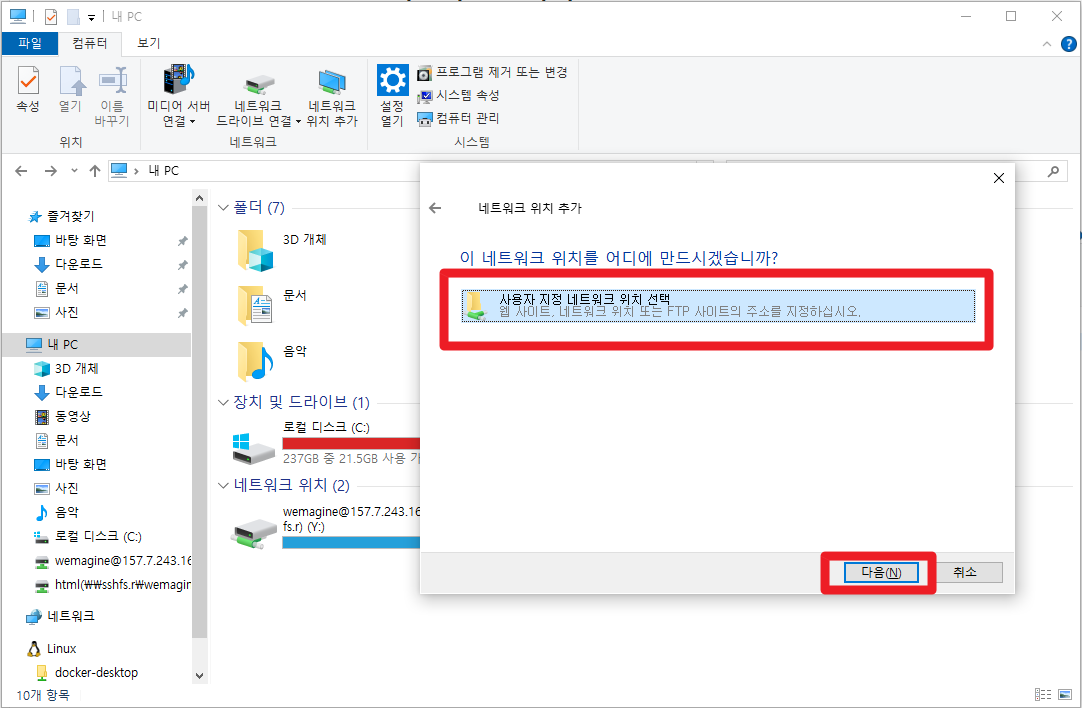 내 PC
파일
컴퓨터
보기
속성
열기
이름
바꾸기
위치
미디어 서버
연결
네트워크
드라이브 연결
네트워크
위치 추가
네트워크
설정
열기
프로그램 제거 또는 변경
시스템 속성
컴퓨터 관리
시스템
내 PC
즐겨찾기
바탕 화면
다운로드
문서
사진
내 PC
3D 개체
다운로드
동영상
문서
바탕 화면
사진
음악
로컬 디스크 (C:)
wemagine@157.7.243.16
html(₩₩sshfs.r₩wemagin
네트워크
Linux
docker-desktop
10개 항목
폴더 (7)
3D 개체
문서
음악
장치 및 드라이브 (1)
로컬 디스크 (C:)
237GB 중 21.5GB 사용 가
네트워크 위치 (2)
wemagine@157.7.243.16
fs.r) (Y:)
네트워크 위치 추가
이 네트워크 위치를 어디에 만드시겠습니까?
사용자 지정 네트워크 위치 선택
웹 사이트, 네트워크 위치 또는 FTP 사이트의 주소를 지정하십시오.
다음(N)
취소